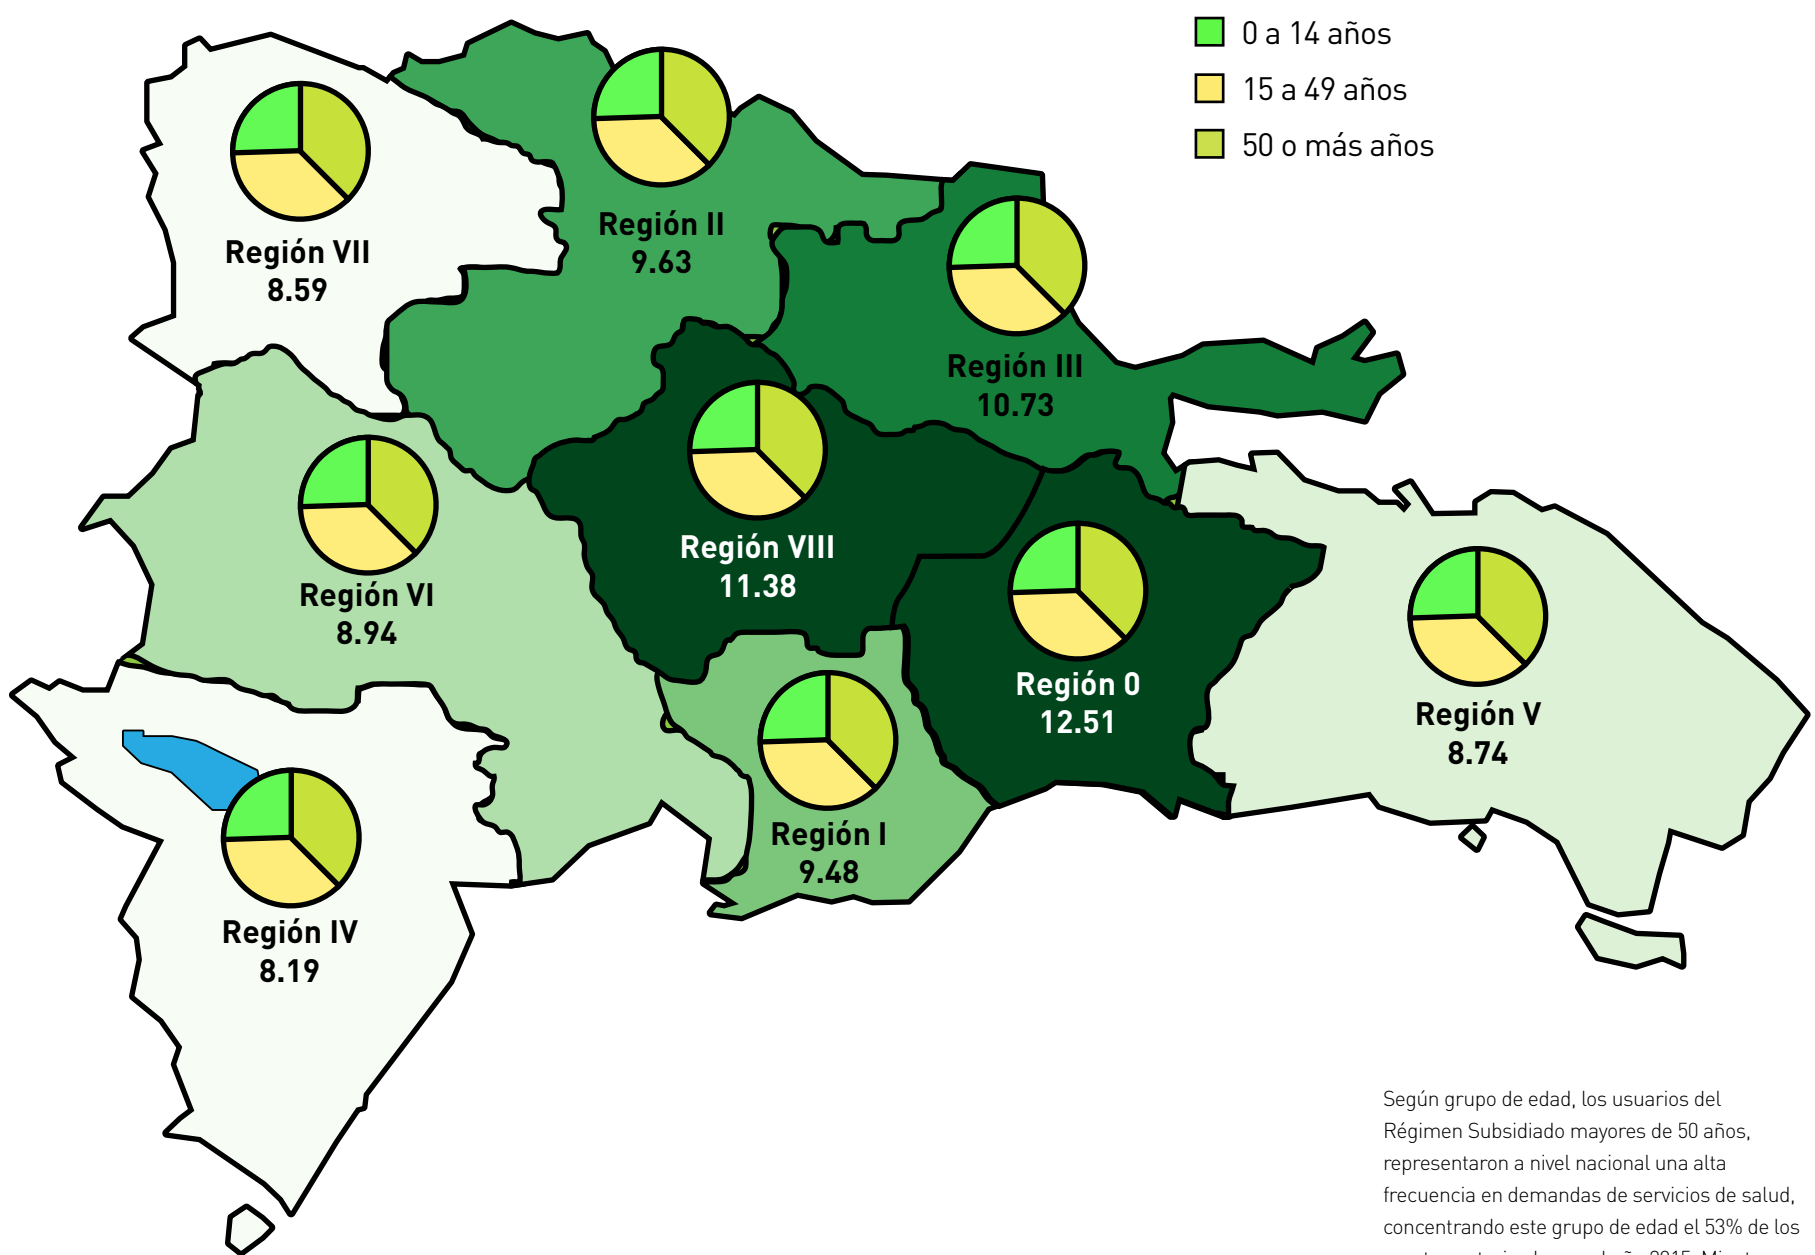 0 a 14 años
15 a 49 años
50 o más años
Región VII
8.59
Región II
9.63
Región III
10.73
Región VI
8.94
Región VIII
11.38
Región 0
12.51
Región V
8.74
Región I
9.48
Región IV
8.19
Según grupo de edad, los usuarios del
Régimen Subsidiado mayores de 50 años,
representaron a nivel nacional una alta
frecuencia en demandas de servicios de salud,
concentrando este grupo de edad el 53% de los